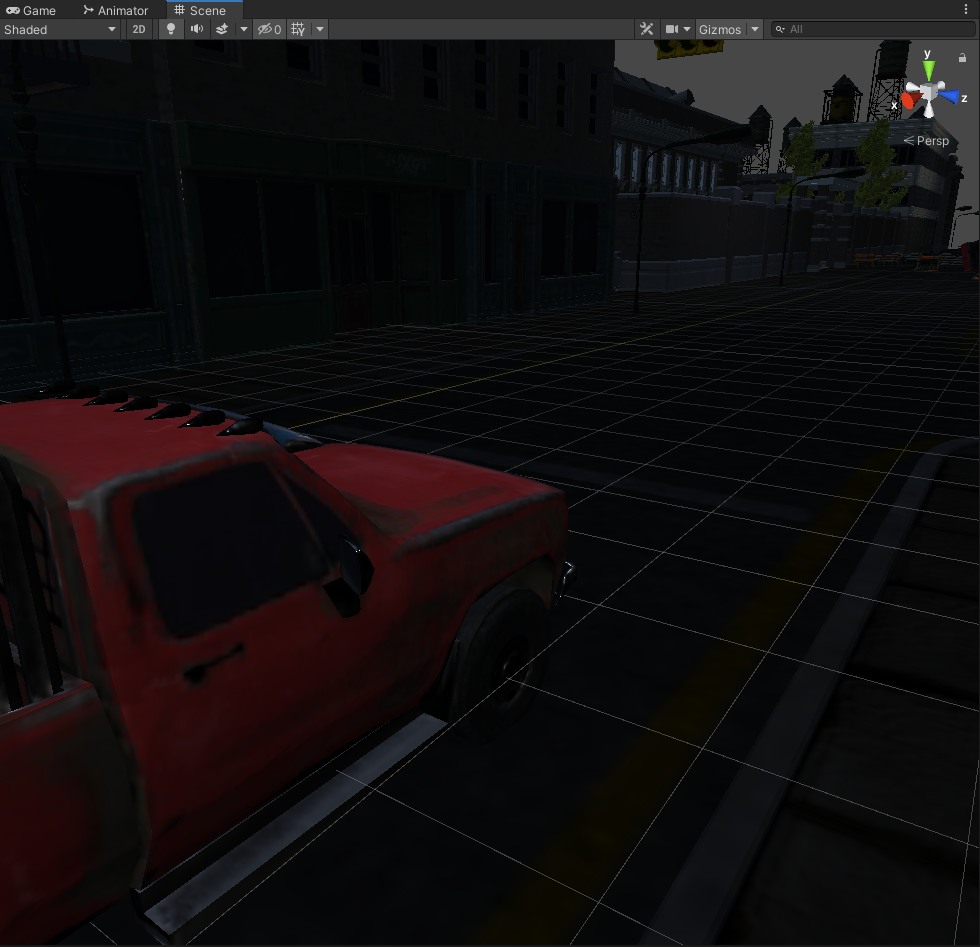 Game Animator Scene
Shaded 2D 0 Gizmos All
y
x z
Persp